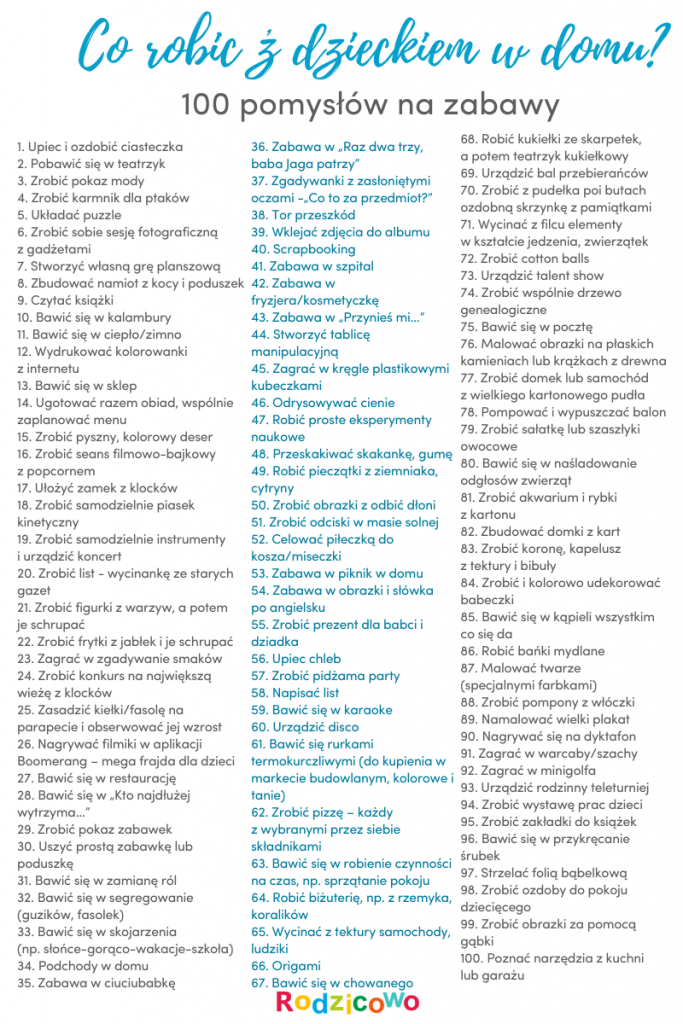 Co robic ż dzieckiem w domu?
100 pomysłów na zabawy
1. Upiec i ozdobić ciasteczka
2. Pobawić się w teatrzyk
3. Zrobić pokaz mody
4. Zrobić karmnik dla ptaków
5. Układać puzzle
6. Zrobić sobie sesję fotograficzną
z gadżetami
7. Stworzyć własną grę planszową
8. Zbudować namiot z kocy i poduszek
9. Czytać książki
10. Bawić się w kalambury
11. Bawić się w ciepło/zimno
12. Wydrukować kolorowanki
z internetu
13. Bawić się w sklep
14. Ugotować razem obiad, wspólnie
zaplanować menu
15. Zrobić pyszny, kolorowy deser
16. Zrobić seans filmowo-bajkowy
z popcornem
17. Ułożyć zamek z klocków
18. Zrobić samodzielnie piasek
kinetyczny
19. Zrobić samodzielnie instrumenty
i urządzić koncert
20. Zrobić list - wycinankę ze starych
gazet
21. Zrobić figurki z warzyw, a potem
je schrupać
22. Zrobić frytki z jabłek i je schrupać
23. Zagrać w zgadywanie smaków
24. Zrobić konkurs na największą
wieżę z klocków
25. Zasadzić kiełki/fasolę na
parapecie i obserwować jej wzrost
26. Nagrywać filmiki w aplikacji
Boomerang – mega frajda dla dzieci
27. Bawić się w restaurację
28. Bawić się w „Kto najdłużej
wytrzyma...”
29. Zrobić pokaz zabawek
30. Uszyć prostą zabawkę lub
poduszkę
31. Bawić się w zamianę ról
32. Bawić się w segregowanie
(guzików, fasolek)
33. Bawić się w skojarzenia
(np. słońce-gorąco-wakacje-szkoła)
34. Podchody w domu
35. Zabawa w ciuciubabkę
36. Zabawa w „Raz dwa trzy,
baba Jaga patrzy”
37. Zgadywanki z zasłoniętymi
oczami -„Co to za przedmiot?”
38. Tor przeszkód
39. Wklejać zdjęcia do albumu
40. Scrapbooking
41. Zabawa w szpital
42. Zabawa w
fryzjera/kosmetyczkę
43. Zabawa w „Przynieś mi...”
44. Stworzyć tablicę
manipulacyjną
45. Zagrać w kręgle plastikowymi
kubeczkami
46. Odrysowywać cienie
47. Robić proste eksperymenty
naukowe
48. Przeskakiwać skakankę, gumę
49. Robić pieczątki z ziemniaka,
cytryny
50. Zrobić obrazki z odbić dłoni
51. Zrobić odciski w masie solnej
52. Celować piłeczką do
kosza/miseczki
53. Zabawa w piknik w domu
54. Zabawa w obrazki i słówka
po angielsku
55. Zrobić prezent dla babci i
dziadka
56. Upiec chleb
57. Zrobić pidżama party
58. Napisać list
59. Bawić się w karaoke
60. Urządzić disco
61. Bawić się rurkami
termokurczliwymi (do kupienia w
markecie budowlanym, kolorowe i
tanie)
62. Zrobić pizzę – każdy
z wybranymi przez siebie
składnikami
63. Bawić się w robienie czynności
na czas, np. sprzątanie pokoju
64. Robić biżuterię, np. z rzemyka,
koralików
65. Wycinać z tektury samochody,
ludziki
66. Origami
67. Bawić się w chowanego
68. Robić kukiełki ze skarpetek,
a potem teatrzyk kukiełkowy
69. Urządzić bal przebierańców
70. Zrobić z pudełka poi butach
ozdobną skrzynkę z pamiątkami
71. Wycinać z filcu elementy
w kształcie jedzenia, zwierzątek
72. Zrobić cotton balls
73. Urządzić talent show
74. Zrobić wspólnie drzewo
genealogiczne
75. Bawić się w pocztę
76. Malować obrazki na płaskich
kamieniach lub krążkach z drewna
77. Zrobić domek lub samochód
z wielkiego kartonowego pudła
78. Pompować i wypuszczać balon
79. Zrobić sałatkę lub szaszłyki
owocowe
80. Bawić się w naśladowanie
odgłosów zwierząt
81. Zrobić akwarium i rybki
z kartonu
82. Zbudować domki z kart
83. Zrobić koronę, kapelusz
z tektury i bibuły
84. Zrobić i kolorowo udekorować
babeczki
85. Bawić się w kąpieli wszystkim
co się da
86. Robić bańki mydlane
87. Malować twarze
(specjalnymi farbkami)
88. Zrobić pompony z włóczki
89. Namalować wielki plakat
90. Nagrywać się na dyktafon
91. Zagrać w warcaby/szachy
92. Zagrać w minigolfa
93. Urządzić rodzinny teleturniej
94. Zrobić wystawę prac dzieci
95. Zrobić zakładki do książek
96. Bawić się w przykręcanie
śrubek
97. Strzelać folią bąbelkową
98. Zrobić ozdoby do pokoju
dziecięcego
99. Zrobić obrazki za pomocą
gąbki
100. Poznać narzędzia z kuchni
lub garażu
Rodzicowo